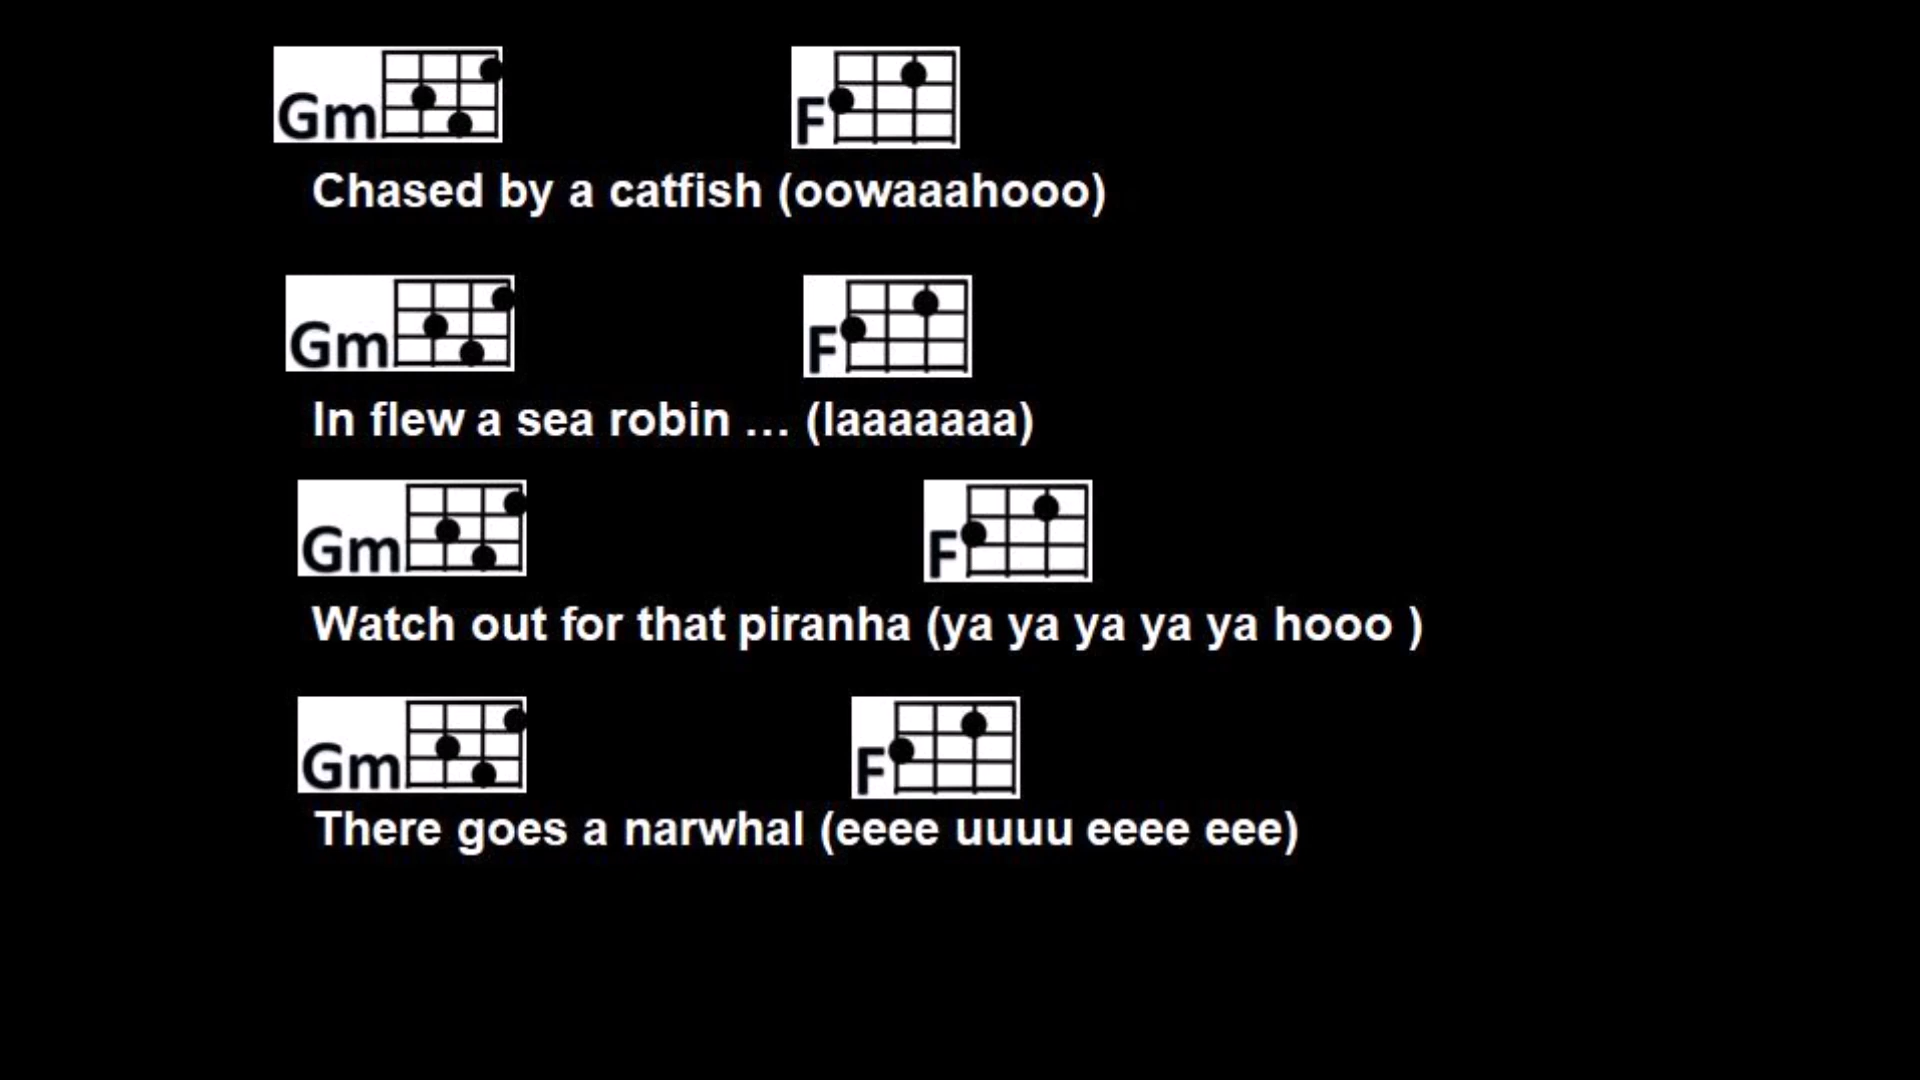 Gm F
Chased by a catfish (oowaaahooo)
Gm F
In flew a sea robin … (laaaaaaa)
Gm F
Watch out for that piranha (ya ya ya ya ya hooo )
Gm F
There goes a narwhal (eeee uuuu eeee eee)